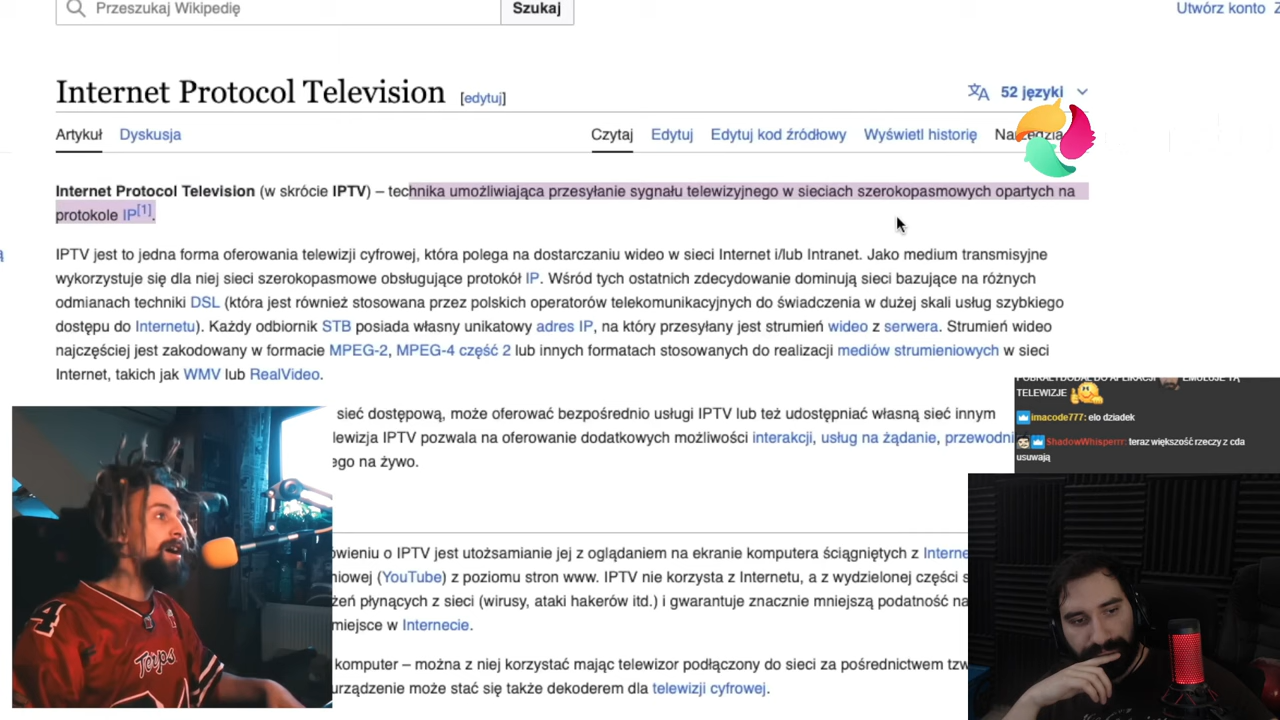 Przeszukaj Wikipedię
Szukaj
Utwórz konto
Internet Protocol Television [edytuj]
52 języki
Artykuł Dyskusja Czytaj Edytuj Edytuj kod źródłowy Wyświetl historię
Internet Protocol Television (w skrócie IPTV) – technika umożliwiająca przesyłanie sygnału telewizyjnego w sieciach szerokopasmowych opartych na
protokole IP[1].
IPTV jest to jedna forma oferowania telewizji cyfrowej, która polega na dostarczaniu wideo w sieci Internet i/lub Intranet. Jako medium transmisyjne
wykorzystuje się dla niej sieci szerokopasmowe obsługujące protokół IP. Wśród tych ostatnich zdecydowanie dominują sieci bazujące na różnych
odmianach techniki DSL (która jest również stosowana przez polskich operatorów telekomunikacyjnych do świadczenia w dużej skali usług szybkiego
dostępu do Internetu). Każdy odbiornik STB posiada własny unikatowy adres IP, na który przesyłany jest strumień wideo z serwera. Strumień wideo
najczęściej jest zakodowany w formacie MPEG-2, MPEG-4 część 2 lub innych formatach stosowanych do realizacji mediów strumieniowych w sieci
Internet, takich jak WMV lub RealVideo.
sieć dostępową, może oferować bezpośrednio usługi IPTV lub też udostępniać własną sieć innym
lewizja IPTV pozwala na oferowanie dodatkowych możliwości interakcji, usług na żądanie, przewodni
ego na żywo.
TELEWIZJE
imacode777: elo dziadek
ShadowWhisperrr: teraz większość rzeczy z cda
usuwają
owieniu o IPTV jest utożsamianie jej z oglądaniem na ekranie komputera ściągniętych z Interne
niowej (YouTube) z poziomu stron www. IPTV nie korzysta z Internetu, a z wydzielonej części s
żeń płynących z sieci (wirusy, ataki hakerów itd.) i gwarantuje znacznie mniejszą podatność na
miejsce w Internecie.
komputer – można z niej korzystać mając telewizor podłączony do sieci za pośrednictwem tzw
urządzenie może stać się także dekoderem dla telewizji cyfrowej.
4
Terps